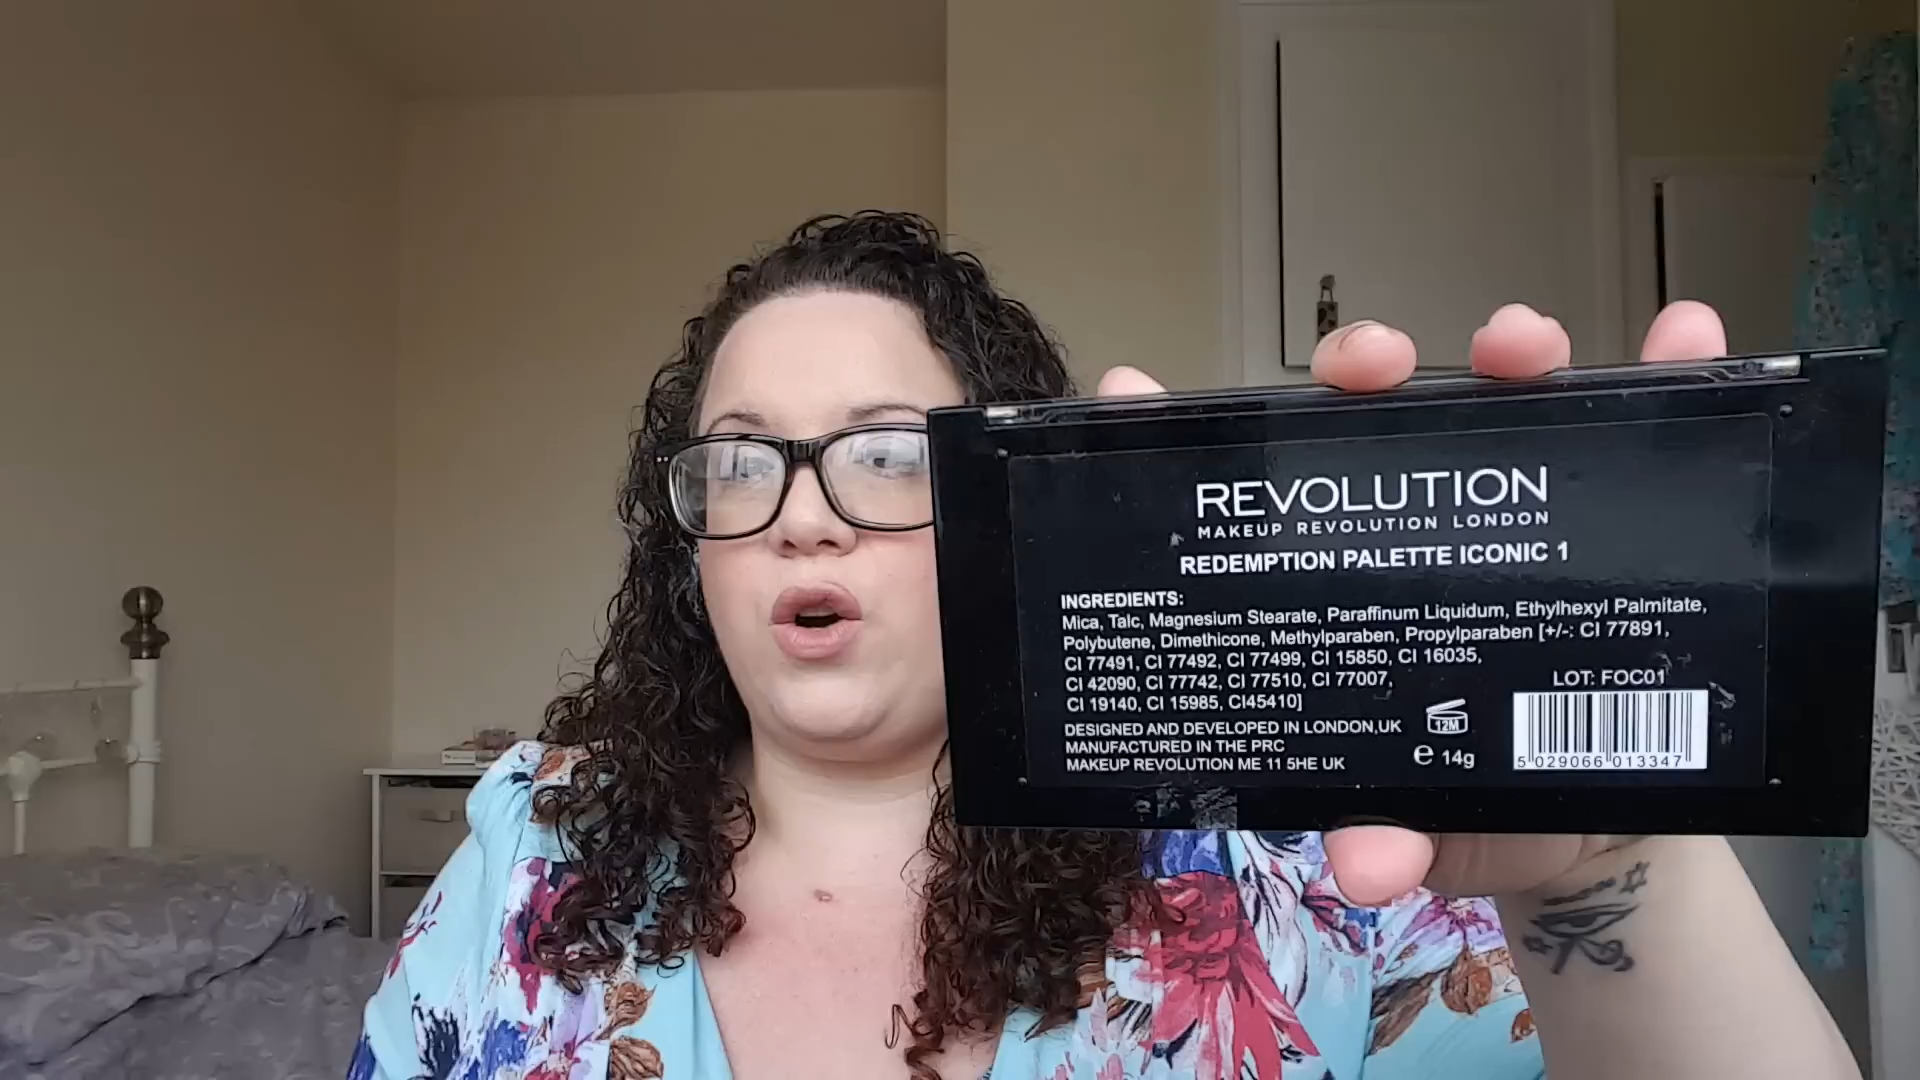 REVOLUTION
MAKEUP REVOLUTION LONDON
REDEMPTION PALETTE ICONIC 1
INGREDIENTS:
Mica, Talc, Magnesium Stearate, Paraffinum Liquidum, Ethylhexyl Palmitate,
Polybutene, Dimethicone, Methylparaben, Propylparaben [+/-: CI 77891,
CI 77491, CI 77492, CI 77499, CI 15850, CI 16035,
CI 42090, CI 77742, CI 77510, CI 77007,
CI 19140, CI 15985, CI45410]
DESIGNED AND DEVELOPED IN LONDON,UK
MANUFACTURED IN THE PRC
MAKEUP REVOLUTION ME 11 5HE UK
12M
e 14g
LOT: FOC01
5 029066 013347